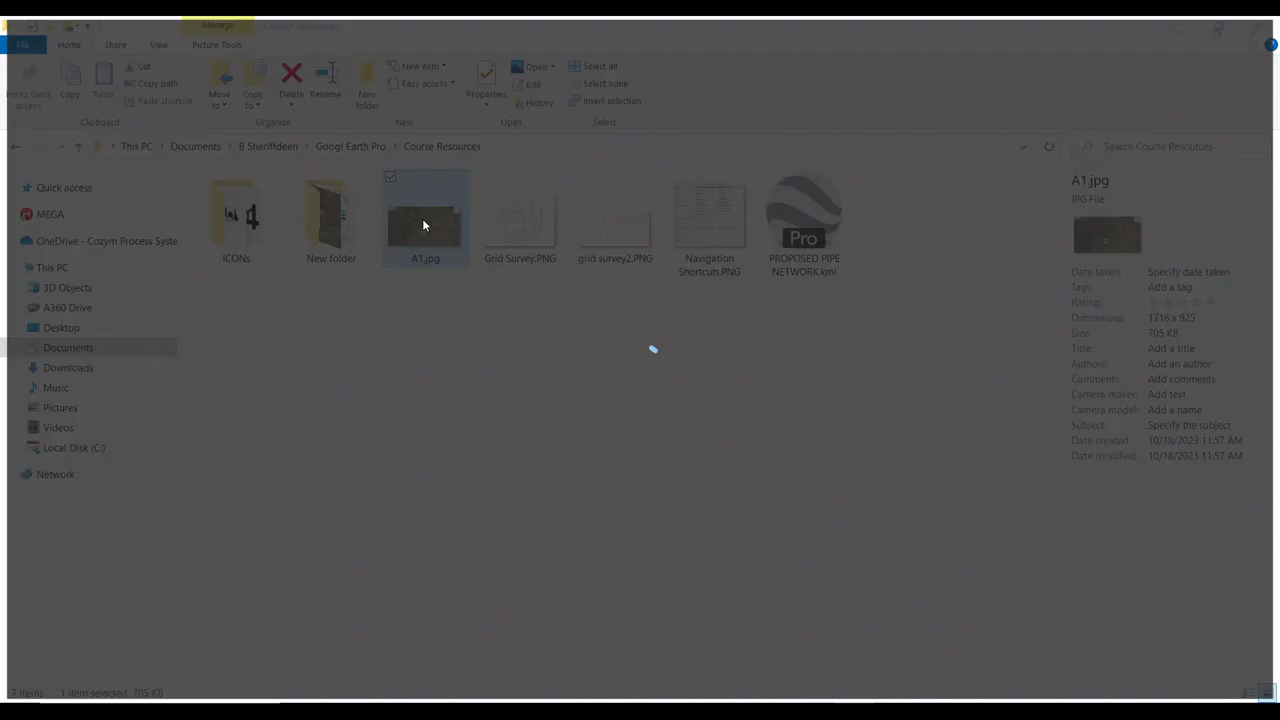 Manage
Course Resources
File Home Share View Picture Tools
Pin to Quick access
Copy
Paste
Cut
Copy path
Paste shortcut
Move to
Copy to
Delete
Rename
New folder
New item
Easy access
Properties
Open
Edit
History
Select all
Select none
Invert selection
Clipboard Organize New Open Select
This PC Documents B Sheriffdeen Googl Earth Pro Course Resources
Search Course Resources
Quick access
MEGA
OneDrive - Cozym Process Syste
This PC
3D Objects
A360 Drive
Desktop
Documents
Downloads
Music
Pictures
Videos
Local Disk (C:)
Network
4
Pro
ICONs
New folder
A1.jpg
Grid Survey.PNG
grid survey2.PNG
Navigation Shortcuts.PNG
PROPOSED PIPE NETWORK.kml
A1.jpg
JPG File
Date taken: Specify date taken
Tags: Add a tag
Rating:
Dimensions: 1716 x 925
Size: 705 KB
Title: Add a title
Authors: Add an author
Comments: Add comments
Camera maker: Add text
Camera model: Add a name
Subject: Specify the subject
Date created: 10/18/2023 11:57 AM
Date modified: 10/18/2023 11:57 AM
7 items 1 item selected, 705 KB